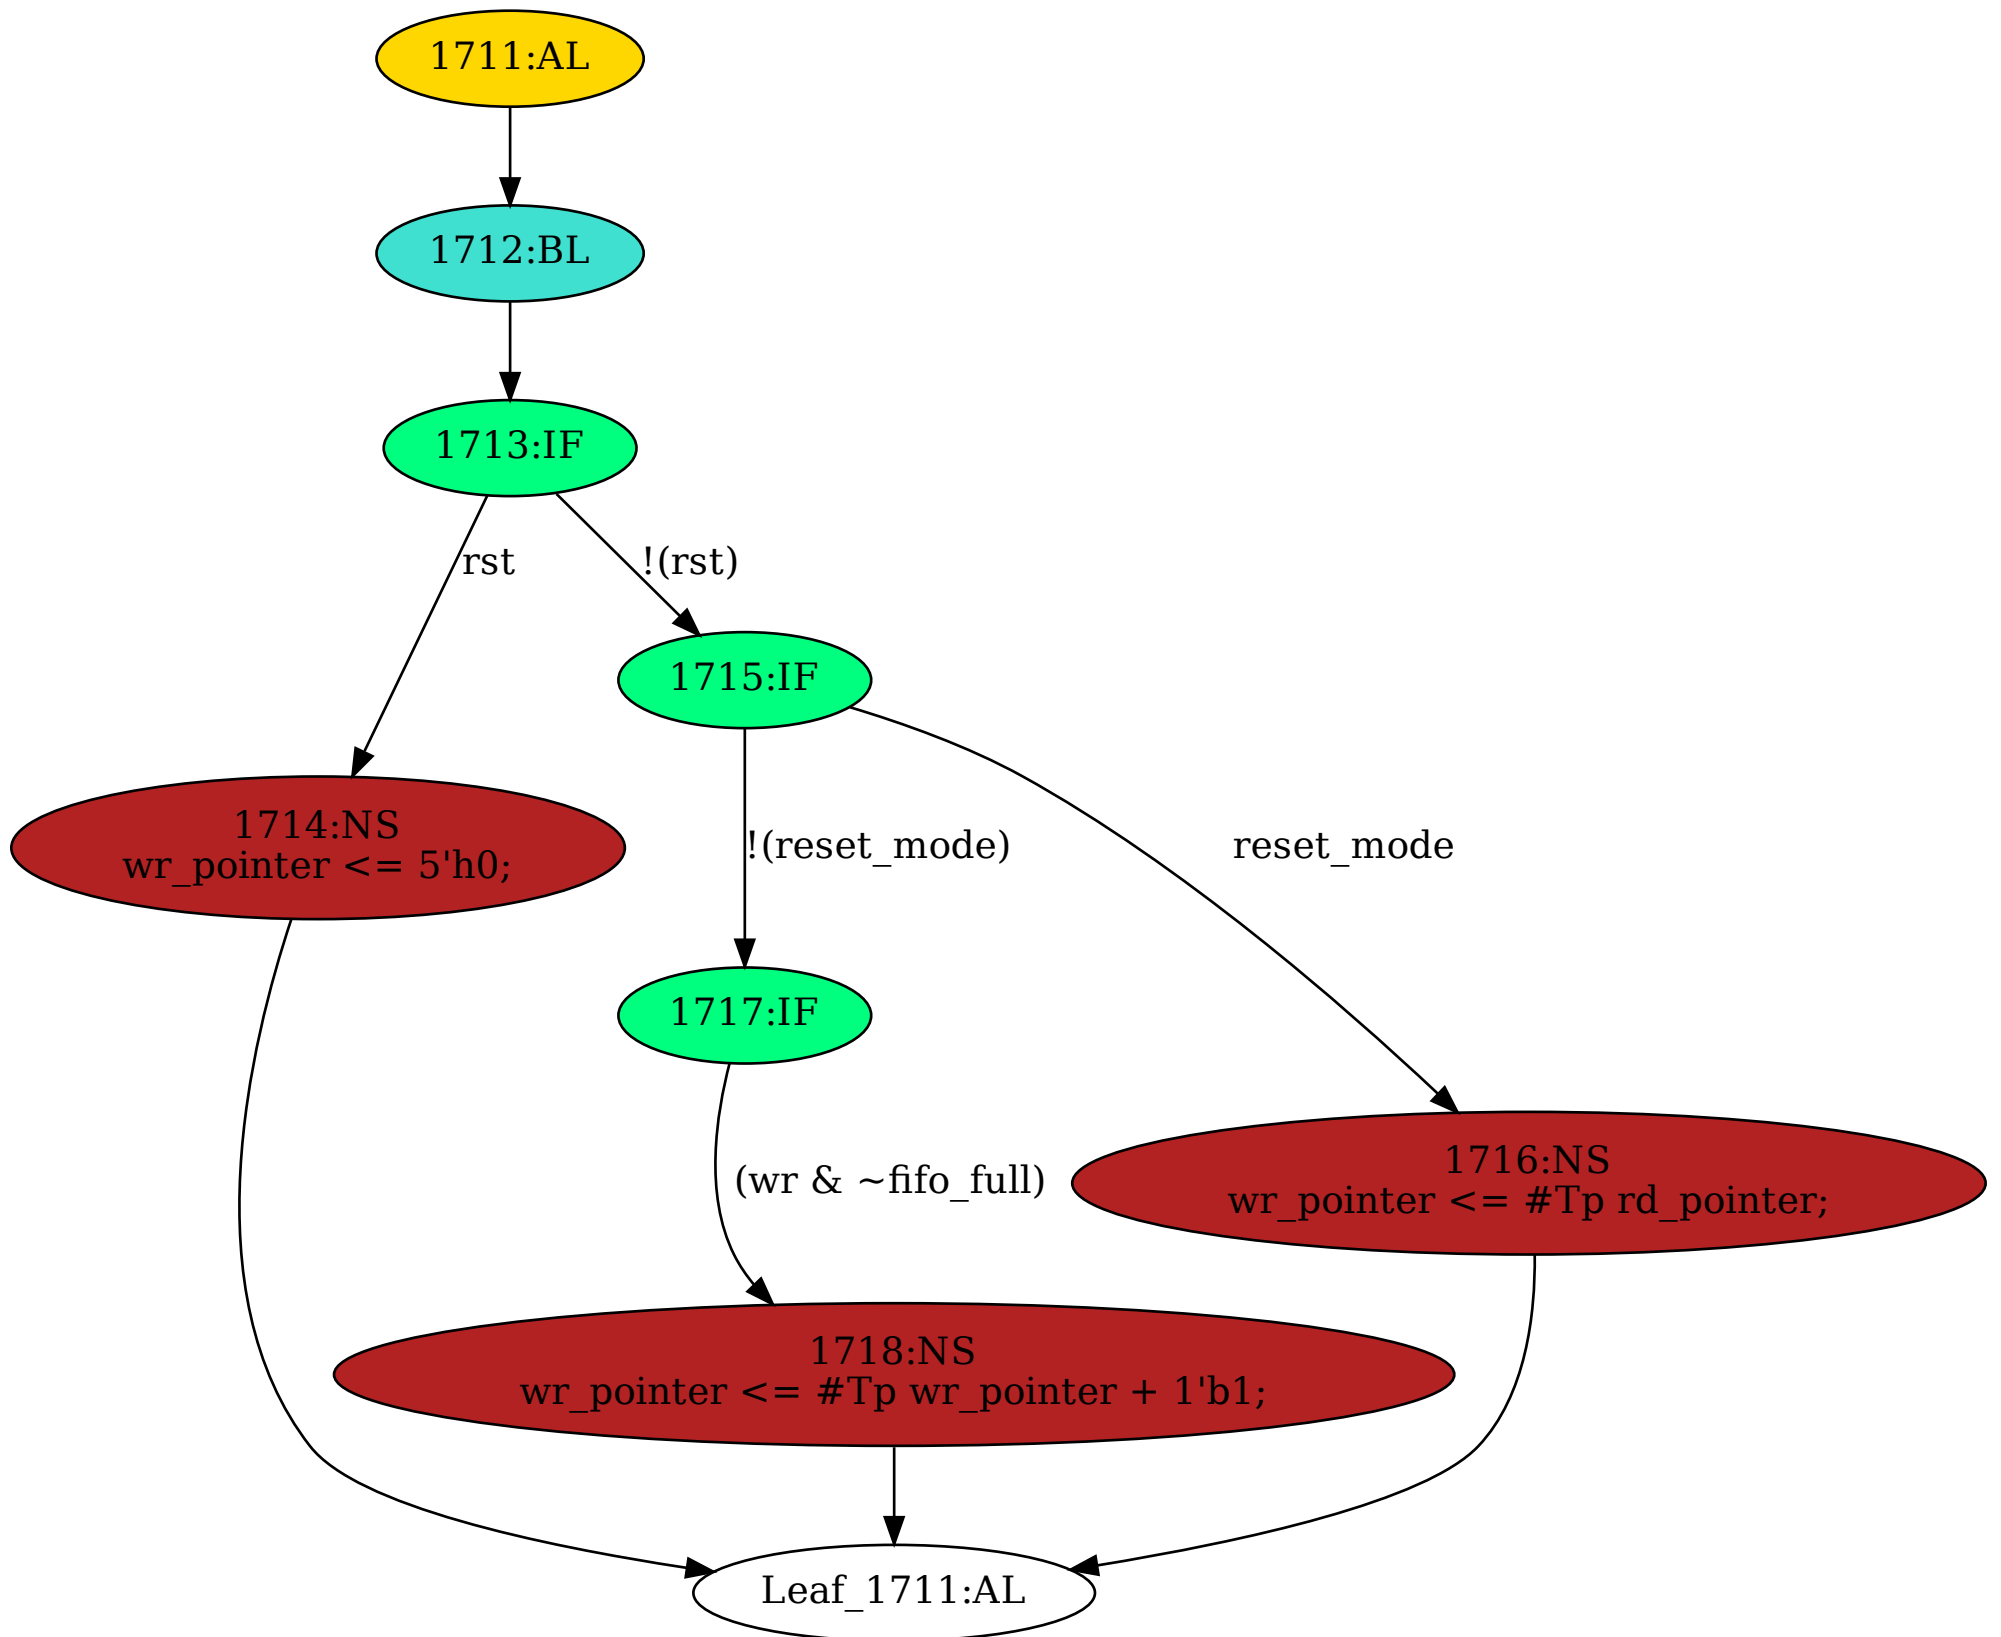 1711:AL
1712:BL
1713:IF
rst
!(rst)
1715:IF
1714:NS
wr_pointer <= 5'h0;
!(reset_mode)
reset_mode
1717:IF
(wr & ~fifo_full)
1716:NS
wr_pointer <= #Tp rd_pointer;
1718:NS
wr_pointer <= #Tp wr_pointer + 1'b1;
Leaf_1711:AL